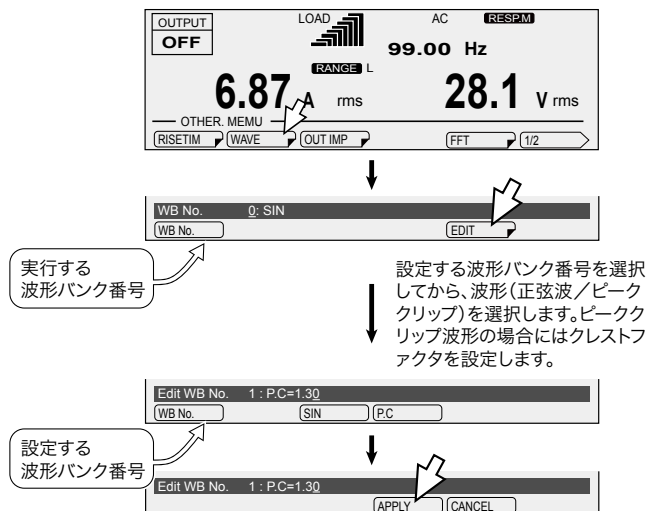 OUTPUT
OFF
LOAD
AC RESP.M
99.00 Hz
RANGE L
6.87 A rms
28.1 V rms
OTHER. MEMU
RISETIM WAVE OUT IMP FFT 1/2
WB No. 0: SIN
WB No. EDIT
実行する
波形バンク番号
設定する波形バンク番号を選択
してから、波形(正弦波／ピーク
クリップ)を選択します。ピークク
リップ波形の場合にはクレストフ
ァクタを設定します。
Edit WB No. 1 : P.C=1.30
WB No. SIN P.C
設定する
波形バンク番号
Edit WB No. 1 : P.C=1.30
APPLY CANCEL